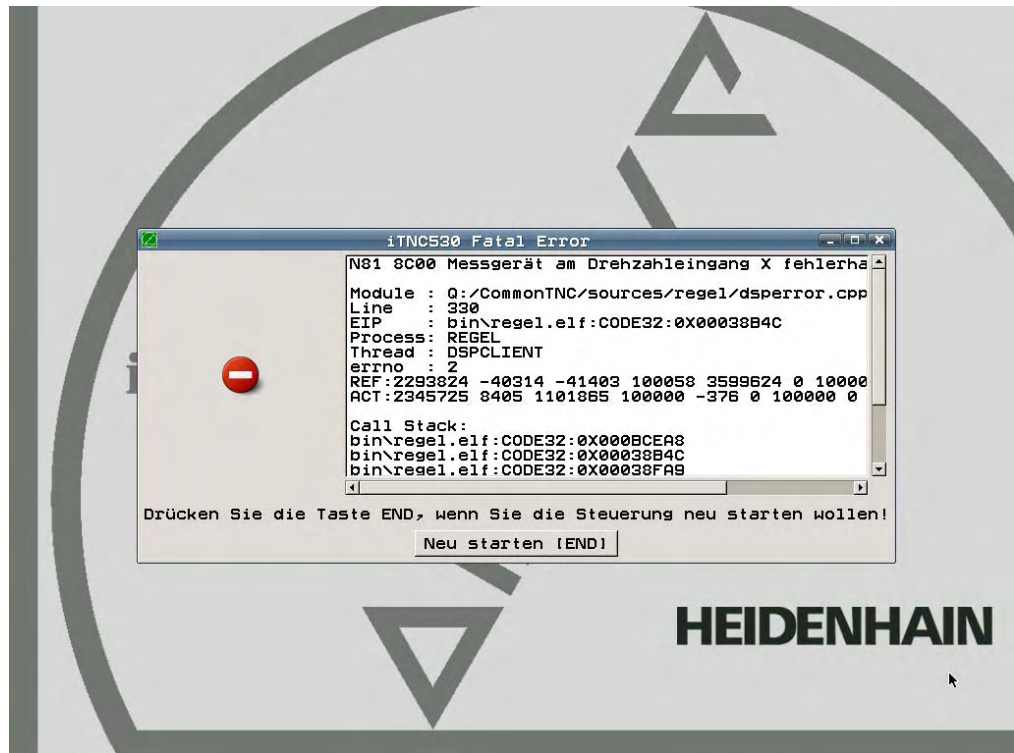 iTNC530 Fatal Error
N81 8C00 Messgerät am Drehzahleingang X fehlerha
Module : Q:/CommonTNC/sources/regel/dsperror.cpp
Line : 330
EIP : bin\regel.elf:CODE32:0X00038B4C
Process: REGEL
Thread : DSPCLIENT
errno : 2
REF:2293824 -40314 -41403 100058 3599624 0 10000
ACT:2345725 8405 1101865 100000 -376 0 100000 0
Call Stack:
bin\regel.elf:CODE32:0X000BCEA8
bin\regel.elf:CODE32:0X00038B4C
bin\regel.elf:CODE32:0X00038FA9
Drücken Sie die Taste END, wenn Sie die Steuerung neu starten wollen!
Neu starten [END]
HEIDENHAIN